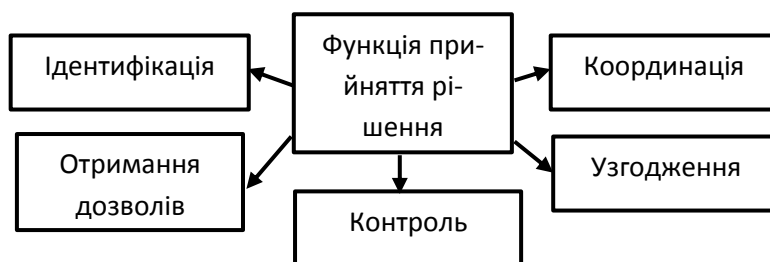 Функція при-
йняття рі-
шення
Ідентифікація
Координація
Отримання
дозволів
Узгодження
Контроль